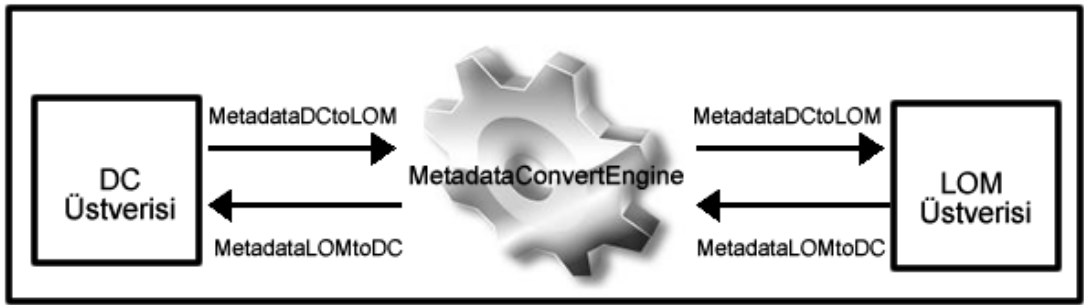 DC
Üstverisi
MetadataDCtoLOM
MetadataLOMtoDC
MetadataConvertEngine
MetadataDCtoLOM
MetadataLOMtoDC
LOM
Üstverisi